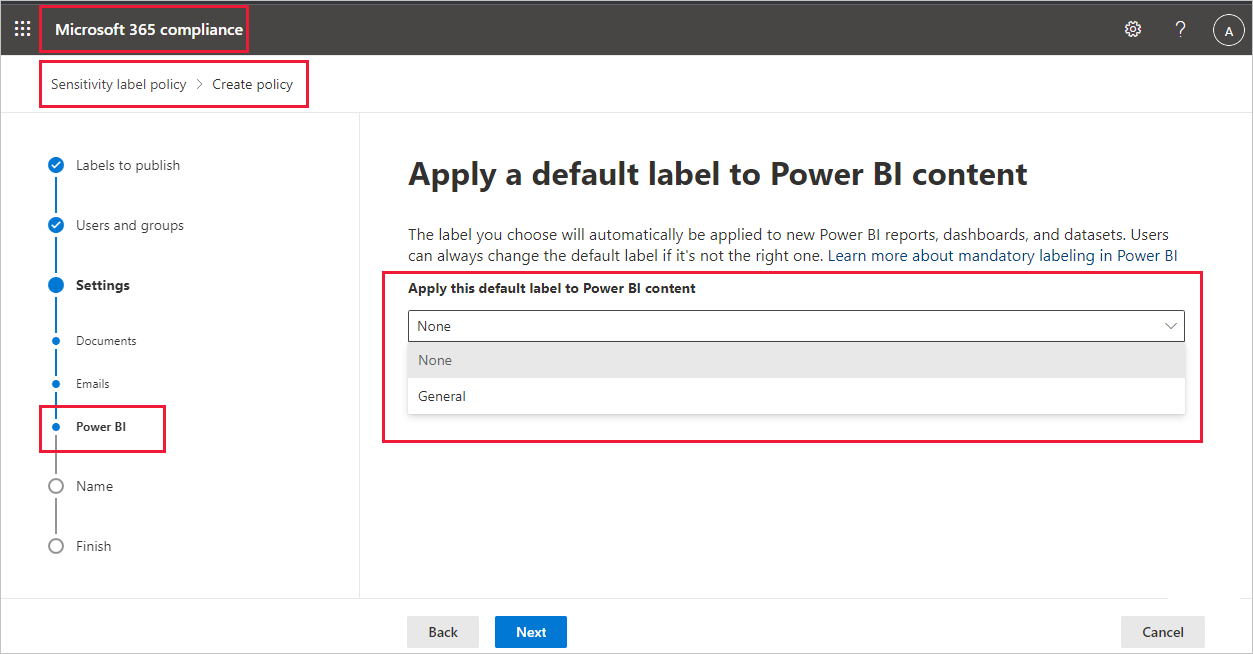 Microsoft 365 compliance
?
A
Sensitivity label policy > Create policy
Labels to publish
Users and groups
Settings
Documents
Emails
Power BI
Name
Finish
Apply a default label to Power BI content
The label you choose will automatically be applied to new Power BI reports, dashboards, and datasets. Users
can always change the default label if it's not the right one. Learn more about mandatory labeling in Power BI
Apply this default label to Power BI content
None
None
General
Back
Next
Cancel